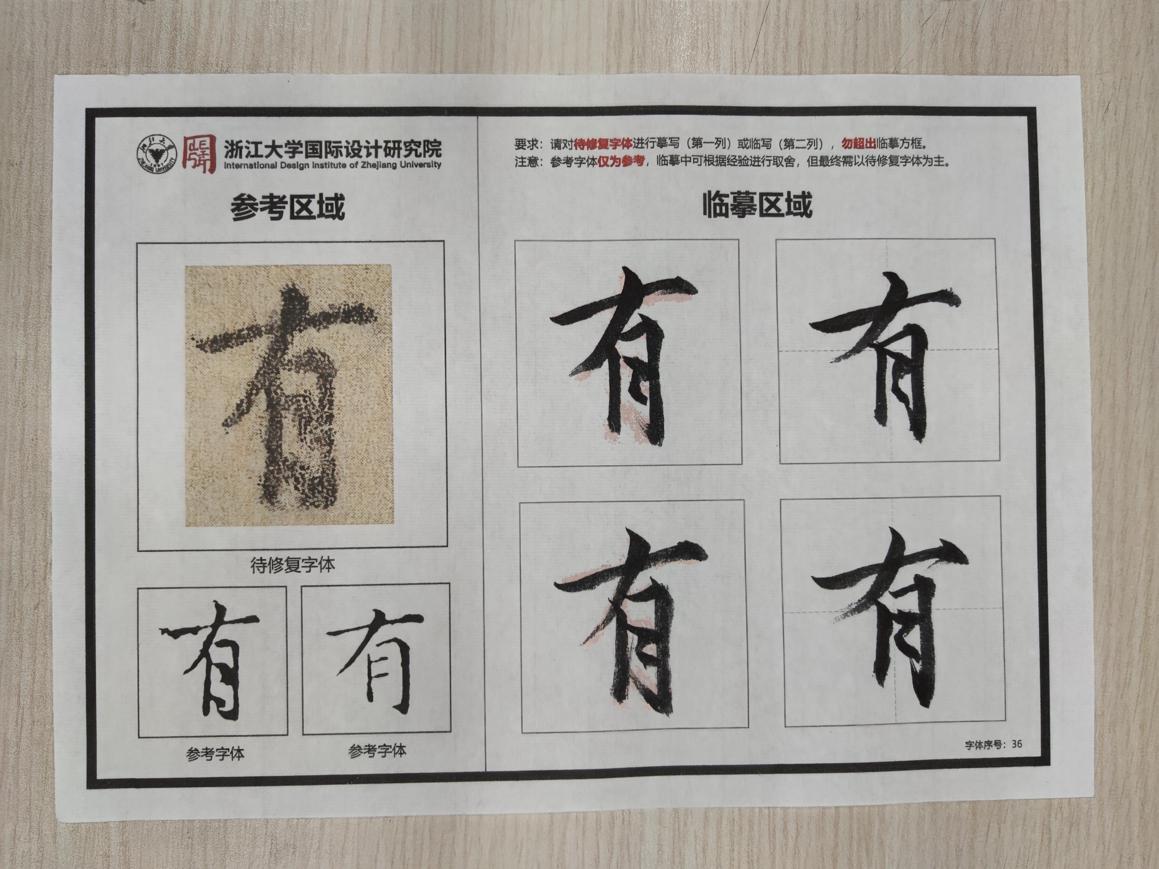 浙江大学国际设计研究院
International Design Institute of Zhejiang University
参考区域
有
待修复字体
有 有
参考字体 参考字体
要求:请对待修复字体进行摹写(第一列)或临写(第二列),勿超出临摹方框。
注意:参考字体仅为参考,临摹中可根据经验进行取舍,但最终需以待修复字体为主。
临摹区域
有 有
有 有
字体序号:36